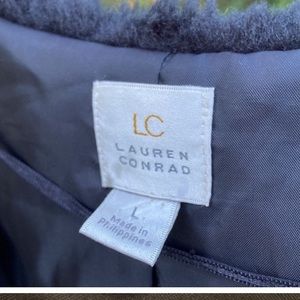 LC
LAUREN
CONRAD
L
Made in
Philippines